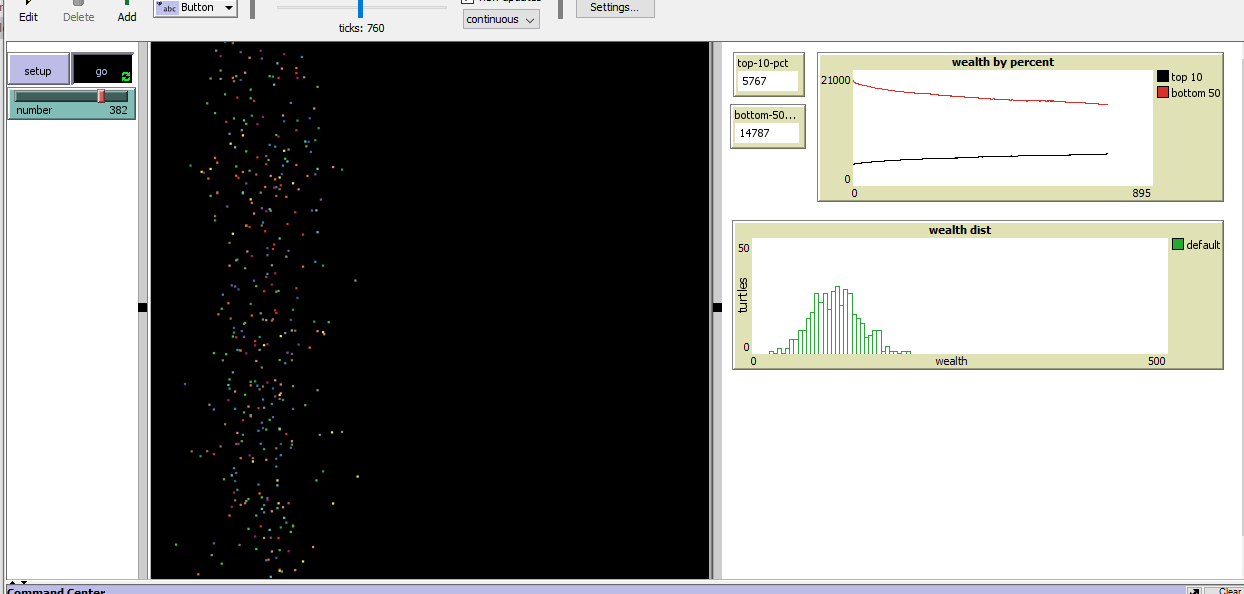 Edit
Delete
Add
abc Button
ticks: 760
continuous
Settings...
setup
go
number 382
top-10-pct
5767
bottom-50...
14787
wealth by percent
21000
0
0
895
top 10
bottom 50
wealth dist
50
turtles
0
0
wealth
500
default
Command Center
Clear